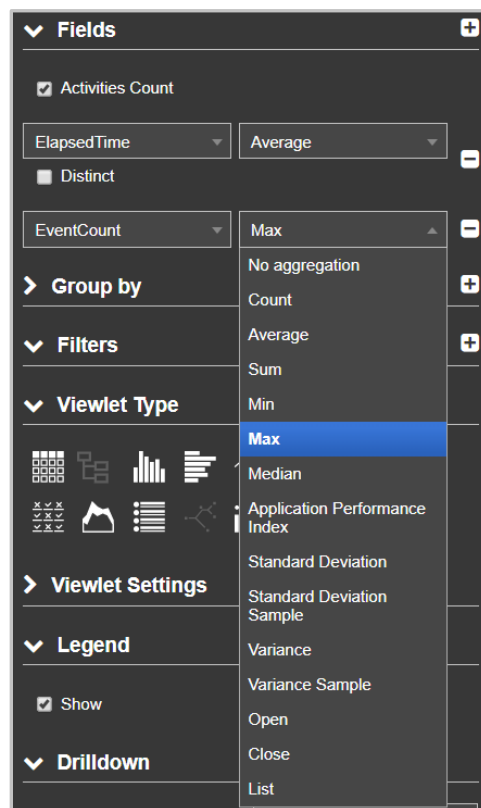 Fields
Activities Count
ElapsedTime Average
Distinct
EventCount Max
No aggregation
Group by
Count
Average
Filters
Sum
Viewlet Type
Min
Max
Median
Application Performance
Index
Viewlet Settings
Standard Deviation
Standard Deviation
Sample
Legend
Variance
Variance Sample
Show
Open
Drilldown
Close
List